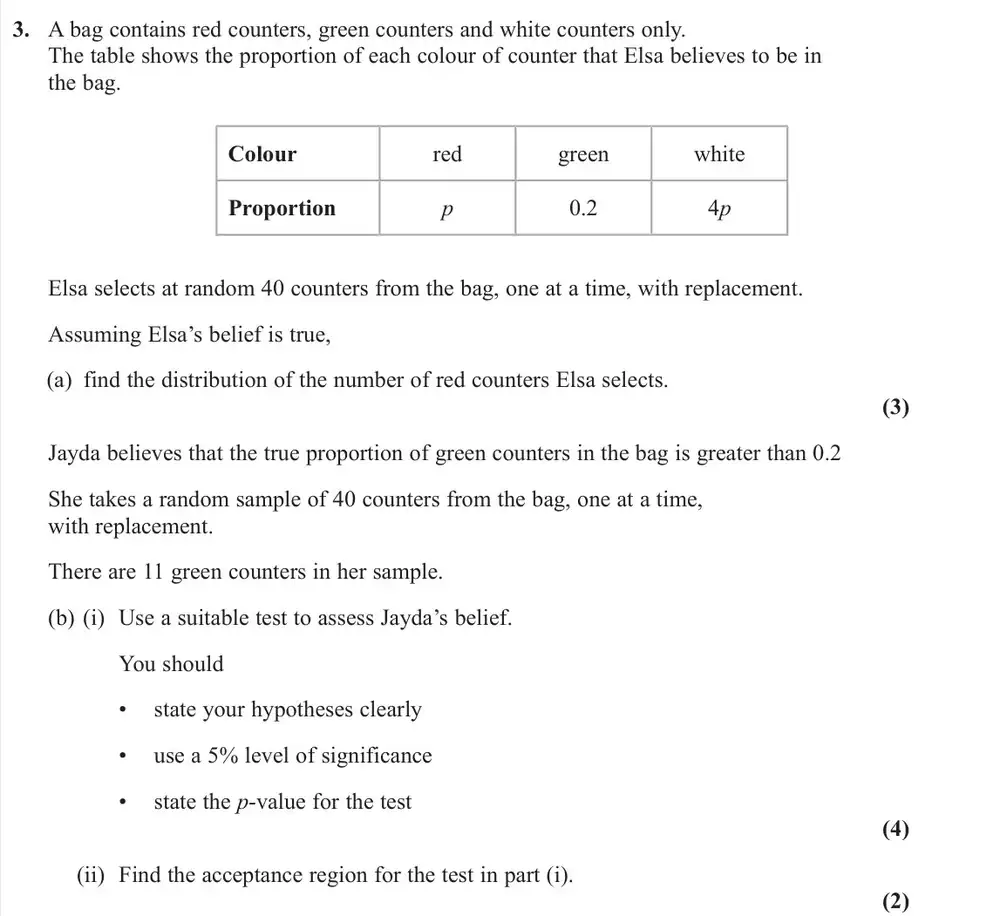 3. A bag contains red counters, green counters and white counters only.
The table shows the proportion of each colour of counter that Elsa believes to be in
the bag.
Colour red green white
Proportion p 0.2 4p
Elsa selects at random 40 counters from the bag, one at a time, with replacement.
Assuming Elsa’s belief is true,
(a) find the distribution of the number of red counters Elsa selects.
(3)
Jayda believes that the true proportion of green counters in the bag is greater than 0.2
She takes a random sample of 40 counters from the bag, one at a time,
with replacement.
There are 11 green counters in her sample.
(b) (i) Use a suitable test to assess Jayda’s belief.
You should
• state your hypotheses clearly
• use a 5% level of significance
• state the p-value for the test
(4)
(ii) Find the acceptance region for the test in part (i).
(2)